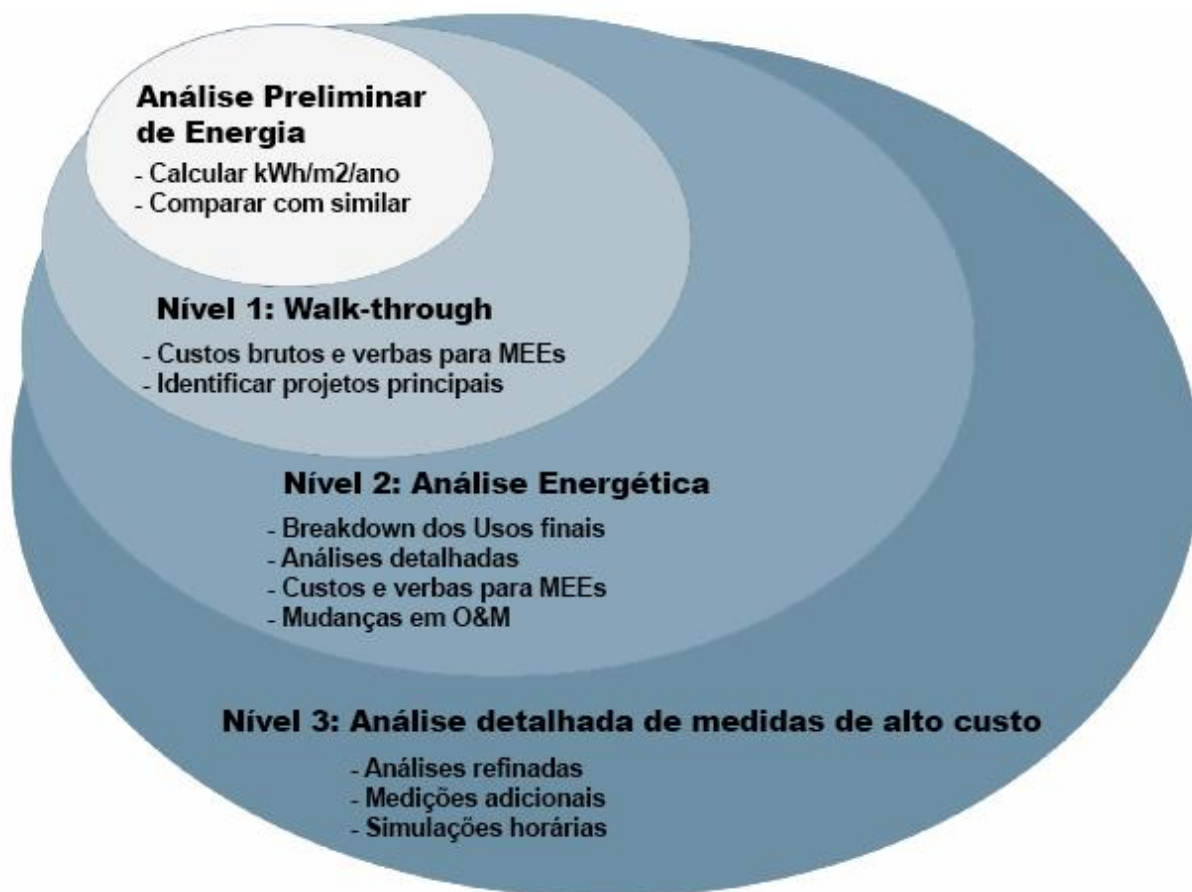 Análise Preliminar
de Energia
- Calcular kWh/m2/ano
- Comparar com similar
Nível 1: Walk-through
- Custos brutos e verbas para MEEs
- Identificar projetos principais
Nível 2: Análise Energética
- Breakdown dos Usos finais
- Análises detalhadas
- Custos e verbas para MEEs
- Mudanças em O&M
Nível 3: Análise detalhada de medidas de alto custo
- Análises refinadas
- Medições adicionais
- Simulações horárias